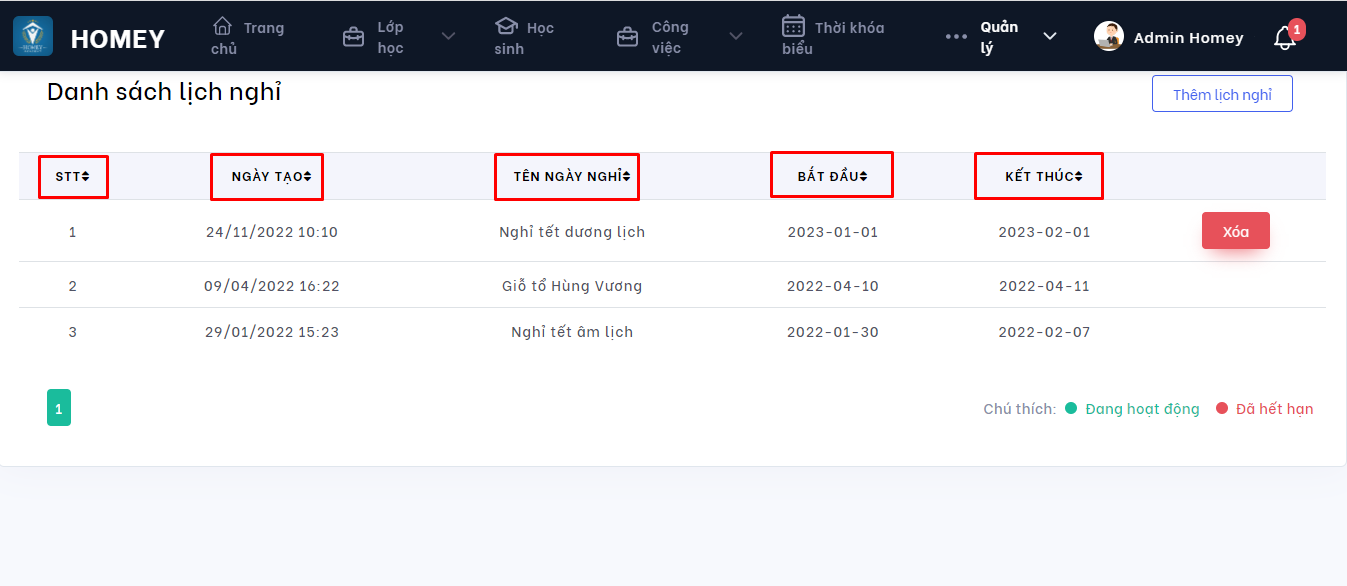 HOMEY
Trang chủ
Lớp học
Học sinh
Công việc
Thời khóa biểu
Quản lý
Admin Homey
1
Danh sách lịch nghỉ
Thêm lịch nghỉ
STT NGÀY TẠO TÊN NGÀY NGHỈ BẮT ĐẦU KẾT THÚC
1 24/11/2022 10:10 Nghỉ tết dương lịch 2023-01-01 2023-02-01 Xóa
2 09/04/2022 16:22 Giỗ tổ Hùng Vương 2022-04-10 2022-04-11
3 29/01/2022 15:23 Nghỉ tết âm lịch 2022-01-30 2022-02-07
1
Chú thích: Đang hoạt động Đã hết hạn